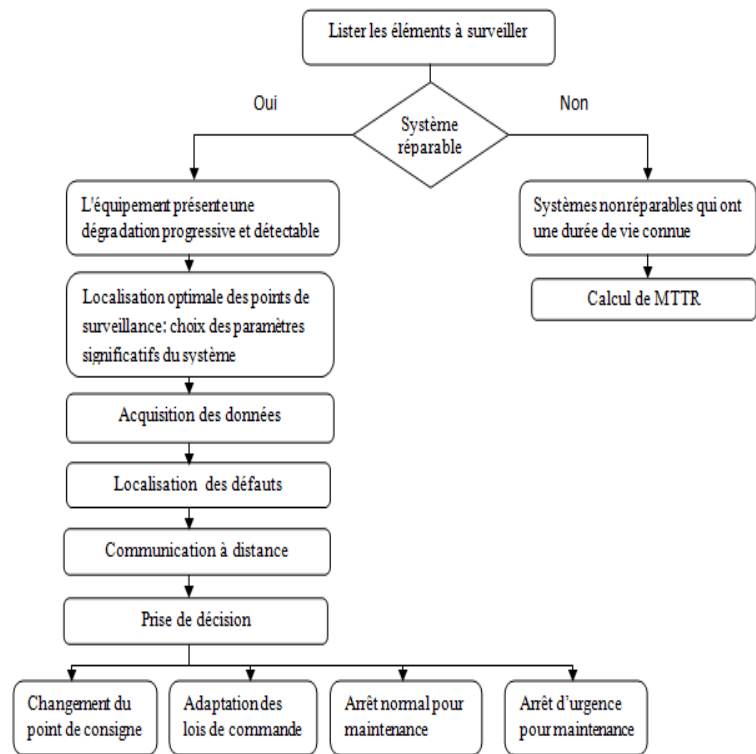 Lister les éléments à surveiller
Oui
Non
Système
réparable
L'équipement présente une
dégradation progressive et détectable
Systèmes non réparables qui ont
une durée de vie connue
Localisation optimale des points de
surveillance: choix des paramètres
significatifs du système
Calcul de MTTR
Acquisition des données
Localisation des défauts
Communication à distance
Prise de décision
Changement du
point de consigne
Adaptation des
lois de commande
Arrêt normal pour
maintenance
Arrêt d'urgence
pour maintenance